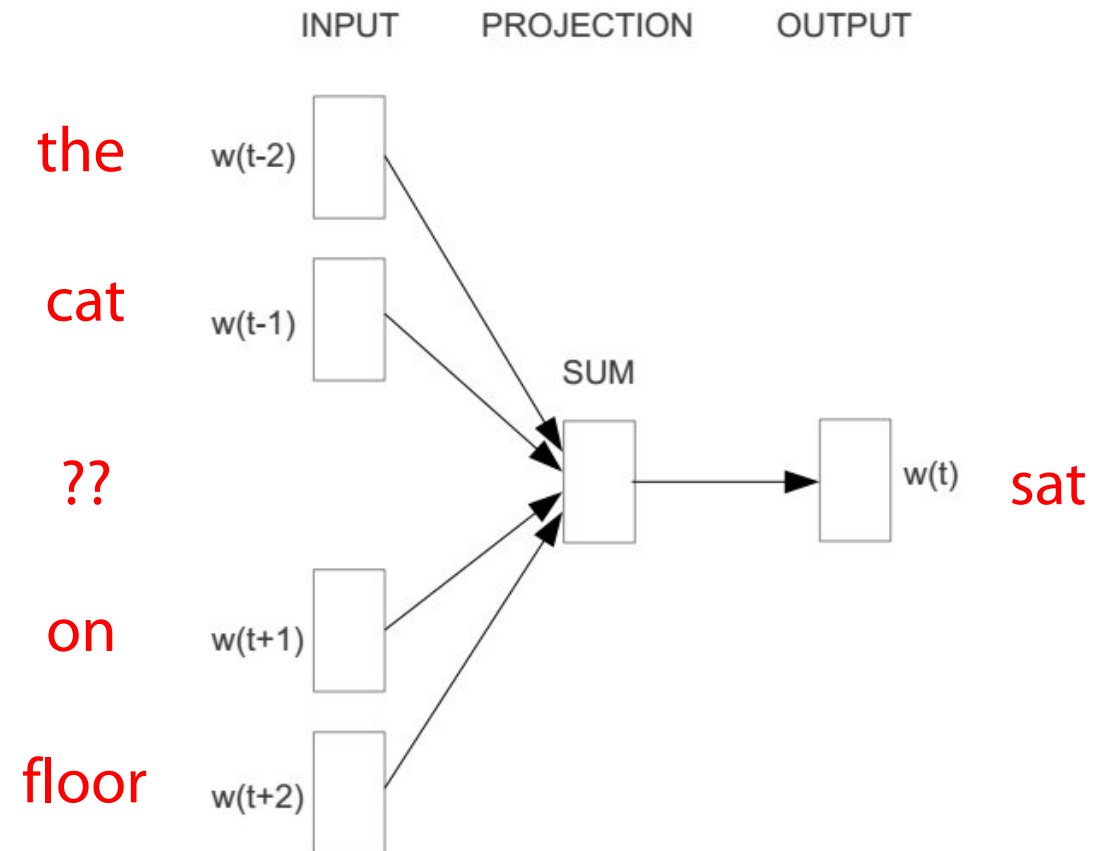 INPUT PROJECTION OUTPUT
the w(t-2)
cat w(t-1)
SUM
?? w(t) sat
on w(t+1)
floor w(t+2)